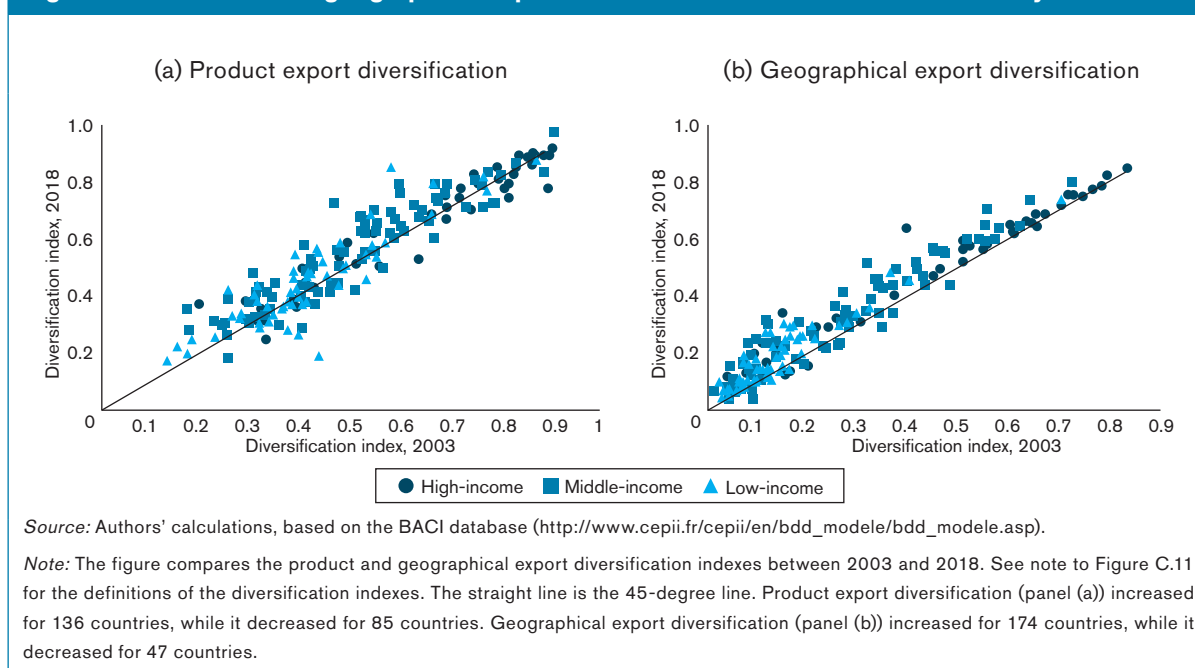 (a) Product export diversification
(b) Geographical export diversification
Diversification index, 2018
1.0
0.8
0.6
0.4
0.2
0
0.1
0.2
0.3
0.4
0.5
0.6
0.7
0.8
0.9
1
Diversification index, 2003
Diversification index, 2018
1.0
0.8
0.6
0.4
0.2
0
0.1
0.2
0.3
0.4
0.5
0.6
0.7
0.8
0.9
Diversification index, 2003
High-income Middle-income Low-income
Source: Authors' calculations, based on the BACI database (http://www.cepii.fr/cepii/en/bdd_modele/bdd_modele.asp).
Note: The figure compares the product and geographical export diversification indexes between 2003 and 2018. See note to Figure C.11
for the definitions of the diversification indexes. The straight line is the 45-degree line. Product export diversification (panel (a)) increased
for 136 countries, while it decreased for 85 countries. Geographical export diversification (panel (b)) increased for 174 countries, while it
decreased for 47 countries.